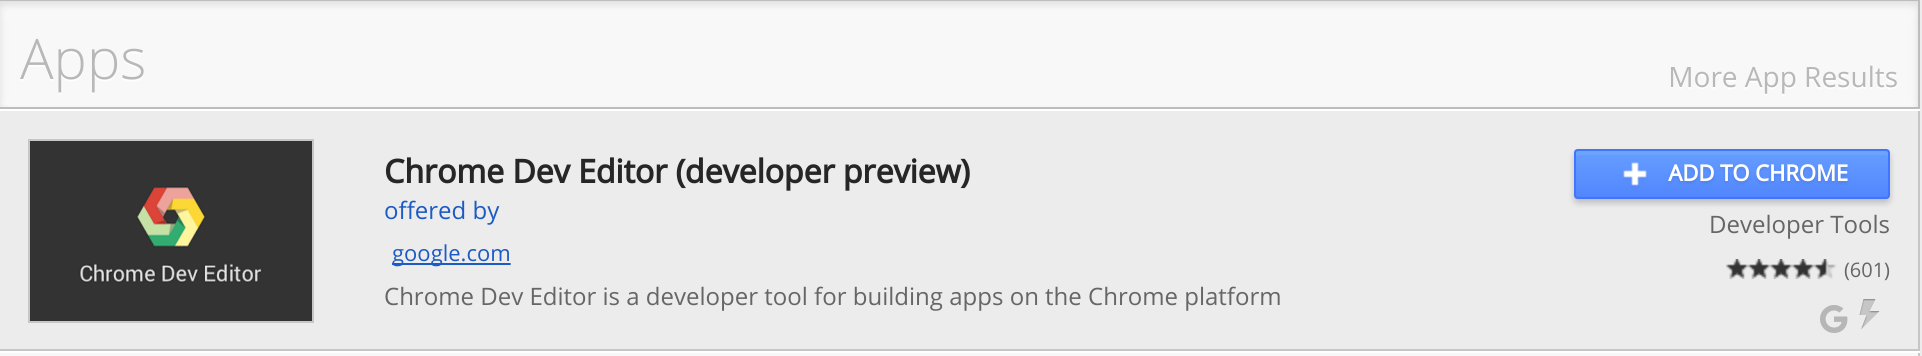 Apps
More App Results
Chrome Dev Editor
Chrome Dev Editor (developer preview)
offered by
google.com
Chrome Dev Editor is a developer tool for building apps on the Chrome platform
ADD TO CHROME
Developer Tools
(601)
G